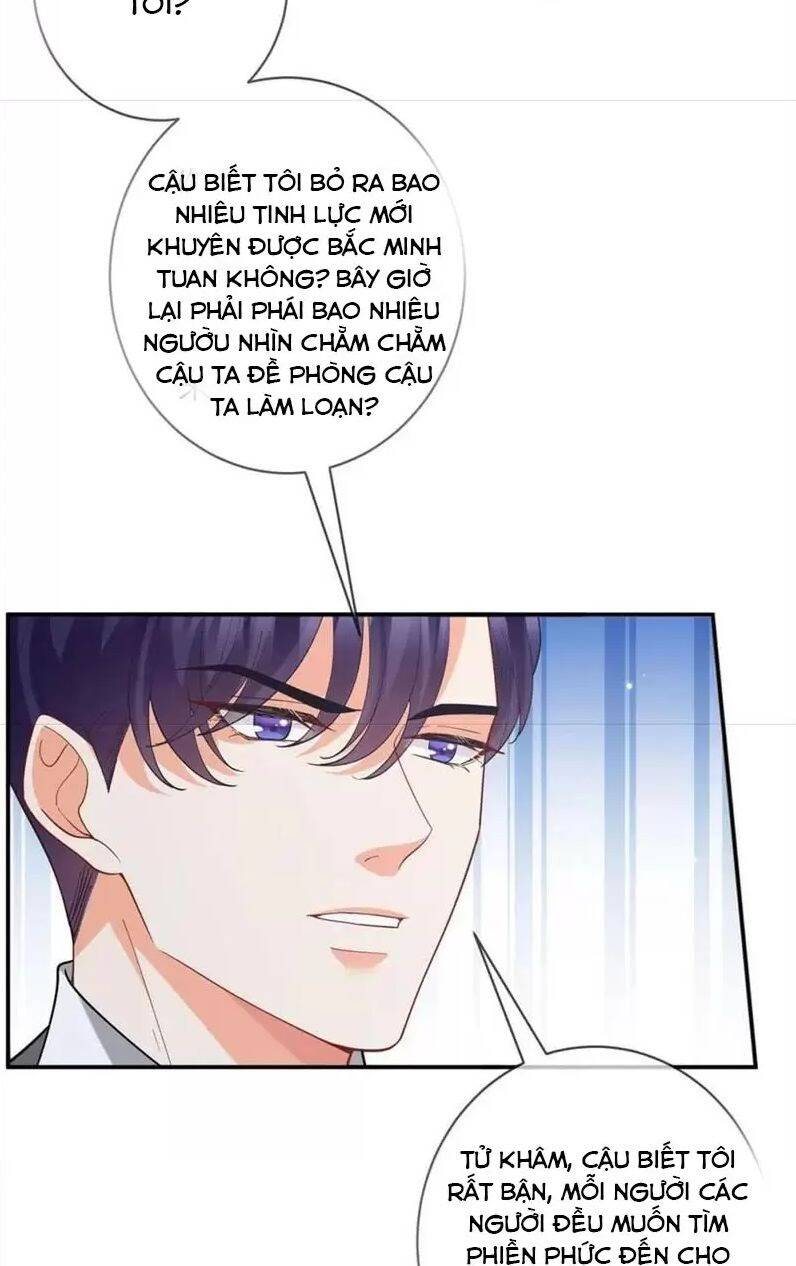 TÔI?
CẬU BIẾT TÔI BỎ RA BAO
NHIÊU TINH LỰC MỚI
KHUYÊN ĐƯỢC BẮC MINH
TUAN KHÔNG? BÂY GIỜ
LẠI PHẢI PHÁI BAO NHIÊU
NGƯỜU NHÌN CHẰM CHẰM
CẬU TA ĐỀ PHÒNG CẬU
TA LÀM LOẠN?
TỬ KHÂM, CẬU BIẾT TÔI
RẤT BẬN, MỖI NGƯỜI CÁC
NGƯỜI ĐỀU MUỐN TÌM
PHIỀN PHỨC ĐẾN CHO